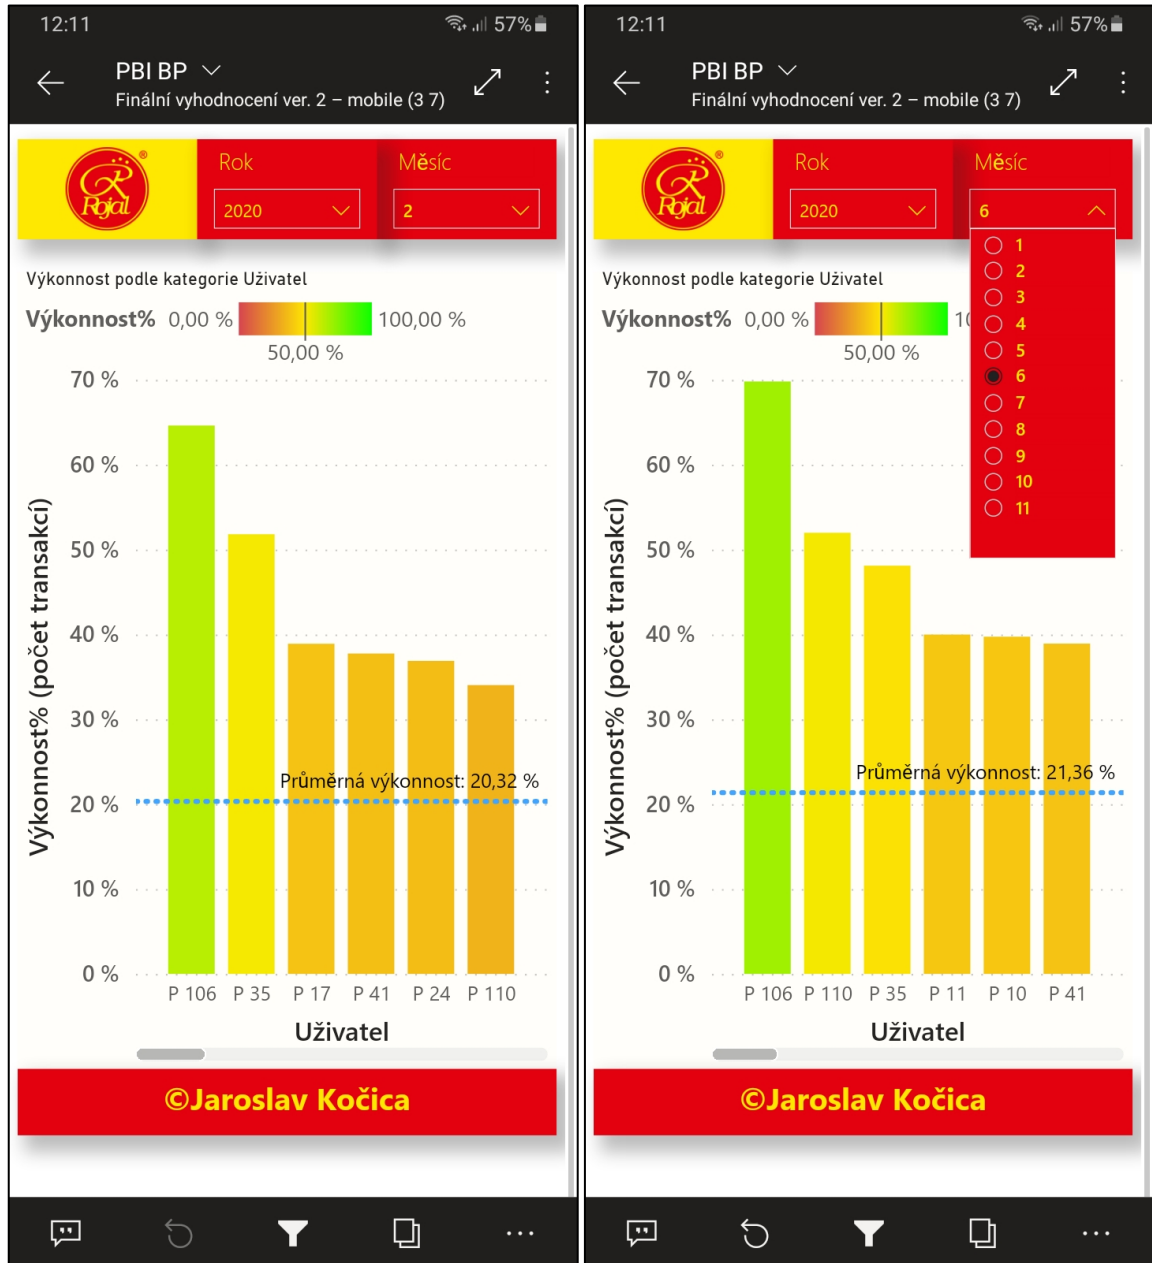 12:11
57%
PBI BP
Finální vyhodnocení ver. 2 – mobile (3 7)
Rojal
®
Rok
Měsíc
2020
2
Výkonnost podle kategorie Uživatel
Výkonnost% 0,00 % 100,00 %
50,00 %
70 %
60 %
50 %
40 %
30 %
20 %
10 %
0 %
Výkonnost% (počet transakcí)
Průměrná výkonnost: 20,32 %
P 106 P 35 P 17 P 41 P 24 P 110
Uživatel
©Jaroslav Kočica
12:11
57%
PBI BP
Finální vyhodnocení ver. 2 – mobile (3 7)
Rojal
®
Rok
Měsíc
2020
6
1
2
3
4
5
6
7
8
9
10
11
Výkonnost podle kategorie Uživatel
Výkonnost% 0,00 %
50,00 %
70 %
60 %
50 %
40 %
30 %
20 %
10 %
0 %
Výkonnost% (počet transakcí)
Průměrná výkonnost: 21,36 %
P 106 P 110 P 35 P 11 P 10 P 41
Uživatel
©Jaroslav Kočica